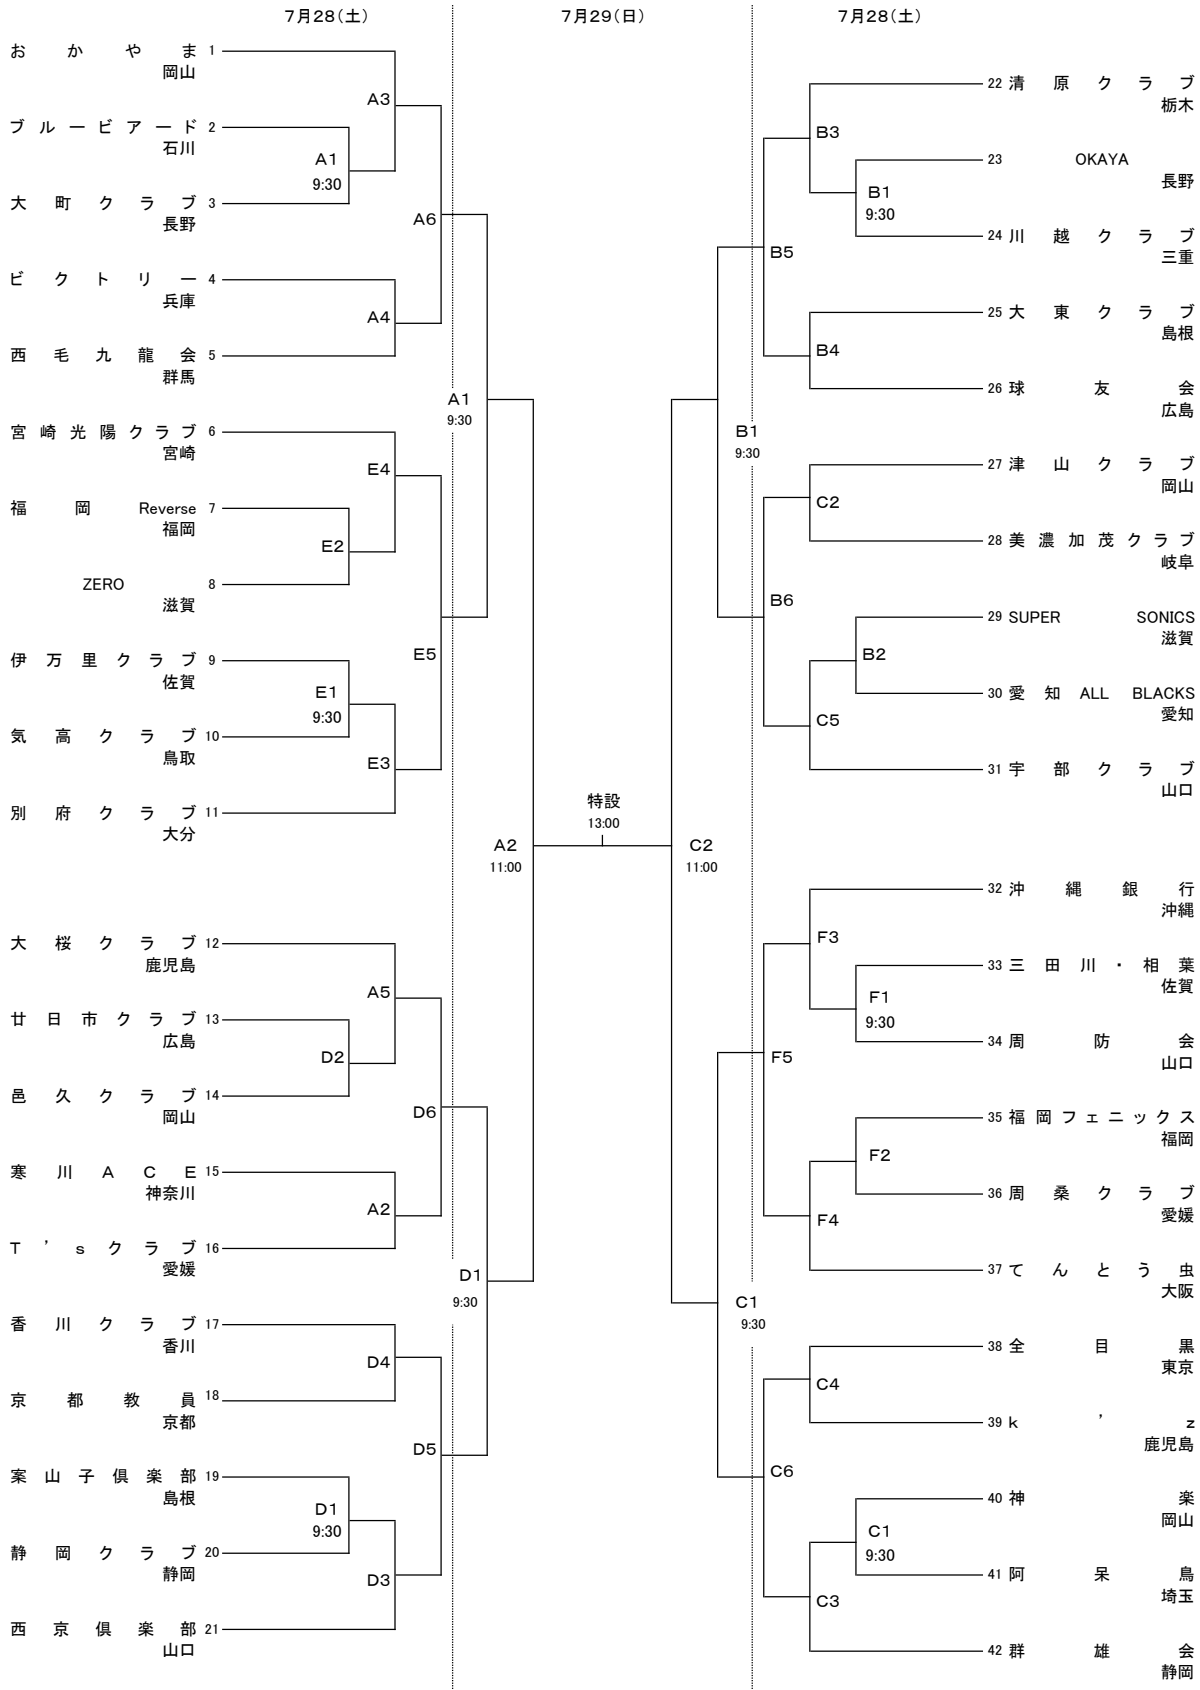 7月28(土)
7月29(日)
7月28(土)
おかやま 1
岡山
A3
ブルービアード 2
石川
A1
9:30
大町クラブ 3
長野
A6
ビクトリー 4
兵庫
A4
西毛九龍会 5
群馬
A1
9:30
宮崎光陽クラブ 6
宮崎
E4
福岡 Reverse 7
福岡
E2
ZERO 8
滋賀
E5
伊万里クラブ 9
佐賀
E1
9:30
気高クラブ 10
鳥取
E3
別府クラブ 11
大分
A2
11:00
大桜クラブ 12
鹿児島
A5
廿日市クラブ 13
広島
D2
邑久クラブ 14
岡山
D6
寒川ACE 15
神奈川
A2
T'sクラブ 16
愛媛
D1
9:30
香川クラブ 17
香川
D4
京都教員 18
京都
D5
案山子倶楽部 19
島根
D1
9:30
静岡クラブ 20
静岡
D3
西京倶楽部 21
山口
特設
13:00
22 清原クラブ
栃木
B3
23 OKAYA
長野
B1
9:30
24 川越クラブ
三重
B5
25 大東クラブ
島根
B4
26 球友会
広島
B1
9:30
27 津山クラブ
岡山
C2
28 美濃加茂クラブ
岐阜
B6
29 SUPER SONICS
滋賀
B2
30 愛知 ALL BLACKS
愛知
C5
31 宇部クラブ
山口
C2
11:00
32 沖縄銀行
沖縄
F3
33 三田川・相葉
佐賀
F1
9:30
34 周防会
山口
F5
35 福岡フェニックス
福岡
F2
36 周桑クラブ
愛媛
F4
37 てんとう虫
大阪
C1
9:30
38 全目黒
東京
C4
39 k'z
鹿児島
C6
40 神楽
岡山
C1
9:30
41 阿呆鳥
埼玉
C3
42 群雄会
静岡